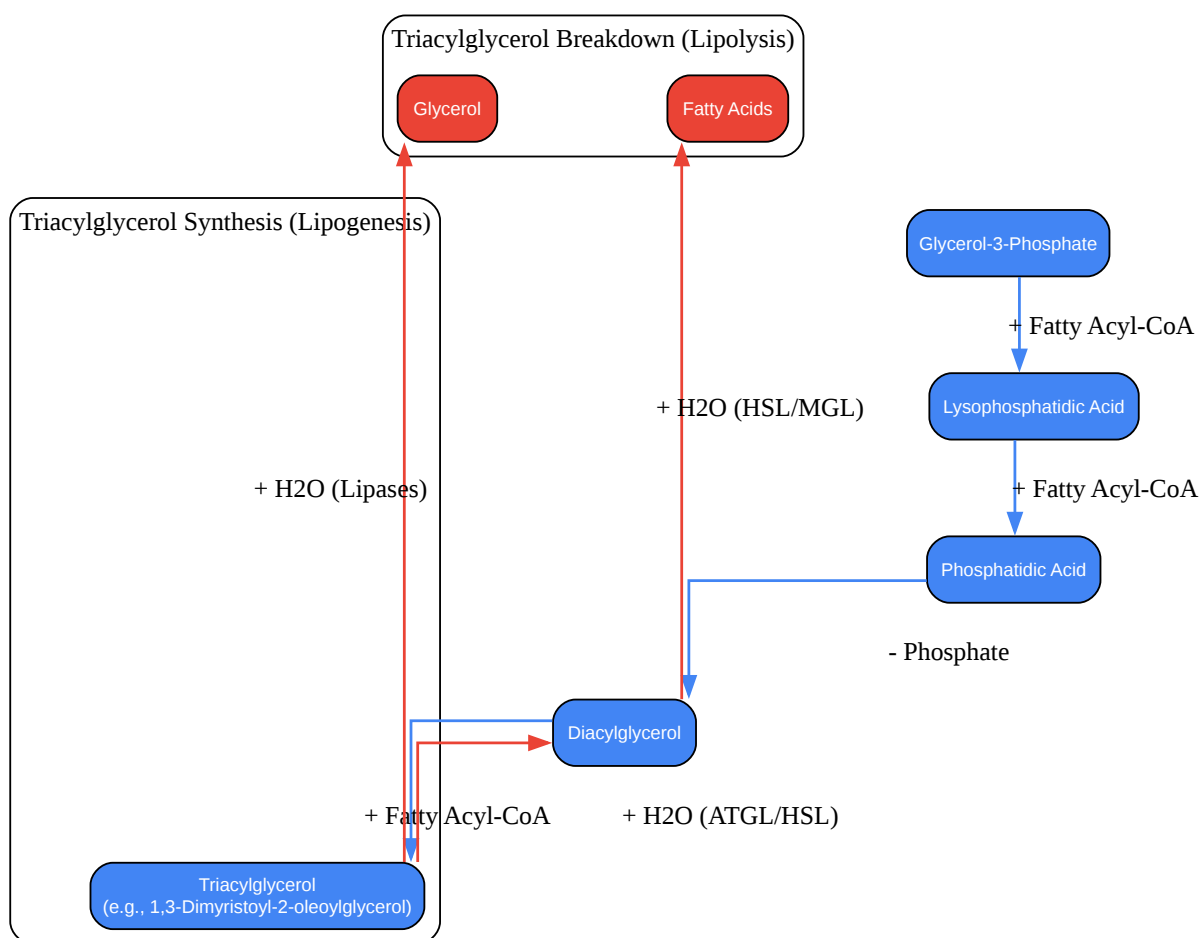 Triacylglycerol Breakdown (Lipolysis)
Glycerol
Fatty Acids
Triacylglycerol Synthesis (Lipogenesis)
Glycerol-3-Phosphate
+ Fatty Acyl-CoA
+ H2O (HSL/MGL)
Lysophosphatidic Acid
+ H2O (Lipases)
+ Fatty Acyl-CoA
Phosphatidic Acid
- Phosphate
Diacylglycerol
+ Fatty Acyl-CoA
+ H2O (ATGL/HSL)
Triacylglycerol
(e.g., 1,3-Dimyristoyl-2-oleoylglycerol)